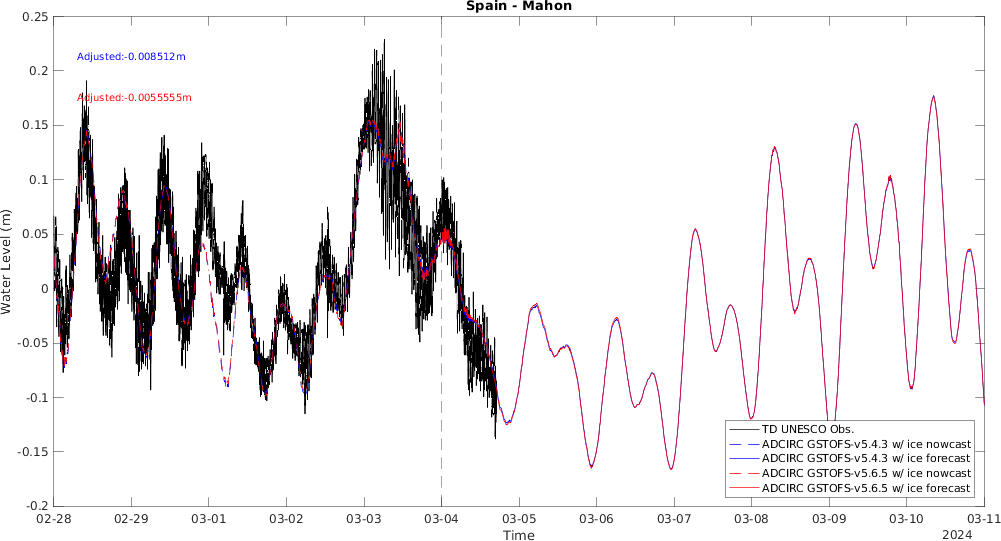 Spain - Mahon
0.25
0.2
0.15
0.1
0.05
0
-0.05
-0.1
-0.15
-0.2
Water Level (m)
Adjusted:-0.008512m
Adjusted:-0.0055555m
TD UNESCO Obs.
ADCIRC GSTOFS-v5.4.3 w/ ice nowcast
ADCIRC GSTOFS-v5.4.3 w/ ice forecast
ADCIRC GSTOFS-v5.6.5 w/ ice nowcast
ADCIRC GSTOFS-v5.6.5 w/ ice forecast
02-28 02-29 03-01 03-02 03-03 03-04 03-05 03-06 03-07 03-08 03-09 03-10 03-11
Time
2024